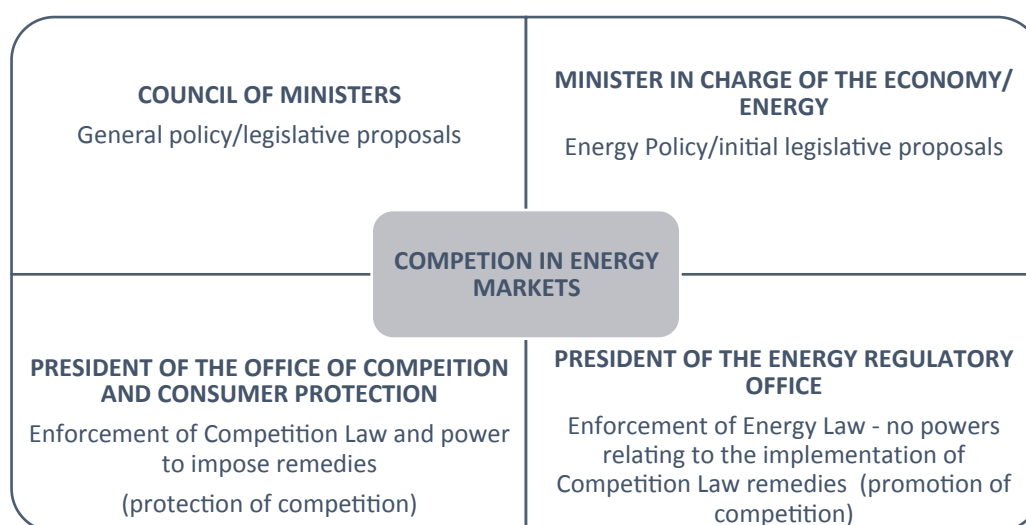 COUNCIL OF MINISTERS
General policy/legislative proposals
MINISTER IN CHARGE OF THE ECONOMY/
ENERGY
Energy Policy/initial legislative proposals
COMPETION IN ENERGY
MARKETS
PRESIDENT OF THE OFFICE OF COMPEITION
AND CONSUMER PROTECTION
Enforcement of Competition Law and power
to impose remedies
(protection of competition)
PRESIDENT OF THE ENERGY REGULATORY
OFFICE
Enforcement of Energy Law - no powers
relating to the implementation of
Competition Law remedies (promotion of
competition)